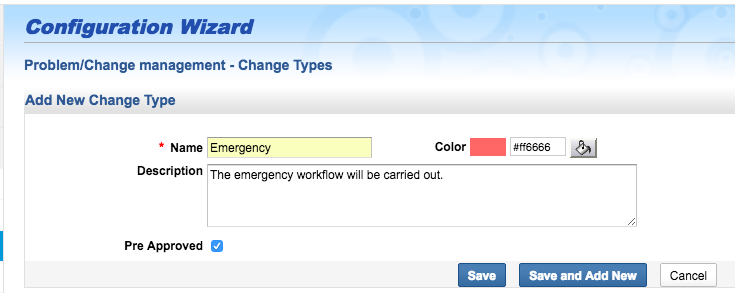 Configuration Wizard
Problem/Change management - Change Types
Add New Change Type
* Name Emergency Color #ff6666
Description The emergency workflow will be carried out.
Pre Approved
Save Save and Add New Cancel